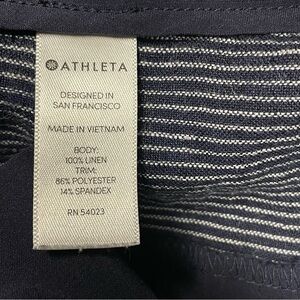 ATHLETA
DESIGNED IN
SAN FRANCISCO
MADE IN VIETNAM
BODY:
100% LINEN
TRIM:
86% POLYESTER
14% SPANDEX
RN 54023